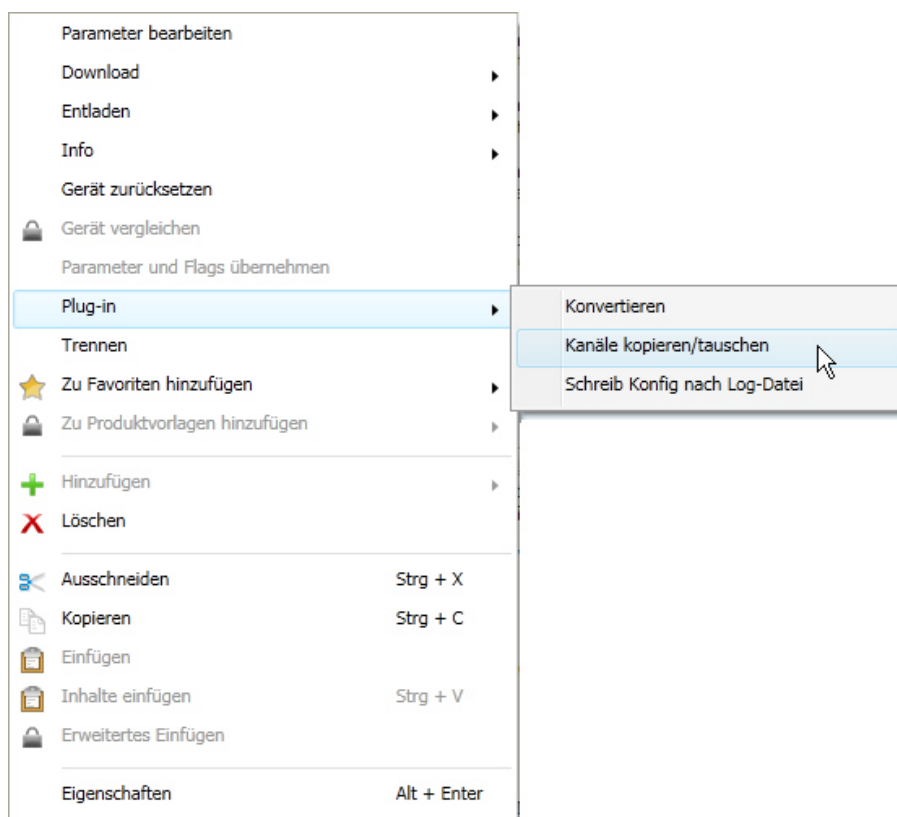 Parameter bearbeiten
Download
Entladen
Info
Gerät zurücksetzen
Gerät vergleichen
Parameter und Flags übernehmen
Plug-in
Konvertieren
Trennen
Kanäle kopieren/tauschen
Zu Favoriten hinzufügen
Schreib Konfig nach Log-Datei
Zu Produktvorlagen hinzufügen
Hinzufügen
Löschen
Ausschneiden Strg + X
Kopieren Strg + C
Einfügen
Inhalte einfügen Strg + V
Erweitertes Einfügen
Eigenschaften Alt + Enter